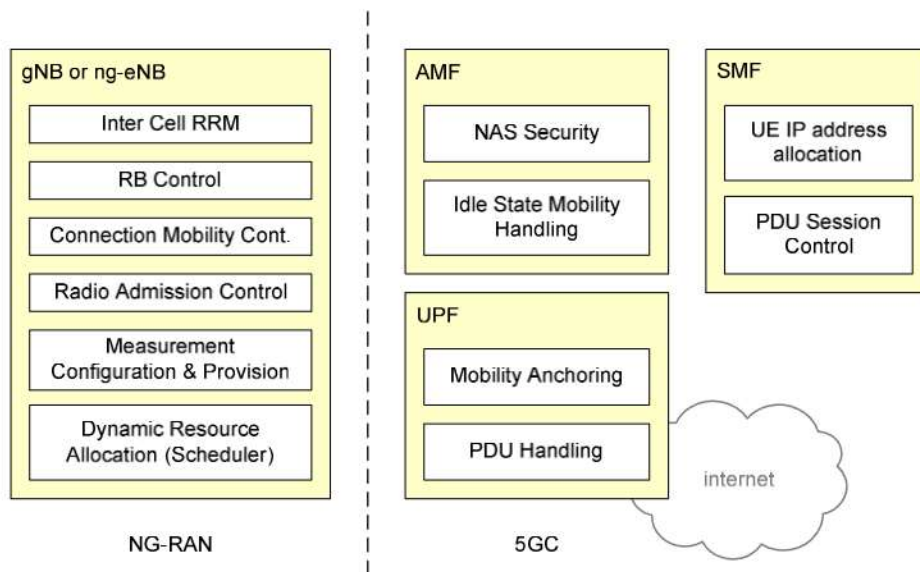 gNB or ng-eNB
Inter Cell RRM
RB Control
Connection Mobility Cont.
Radio Admission Control
Measurement
Configuration & Provision
Dynamic Resource
Allocation (Scheduler)
NG-RAN
AMF
NAS Security
Idle State Mobility
Handling
SMF
UE IP address
allocation
PDU Session
Control
UPF
Mobility Anchoring
PDU Handling
internet
5GC